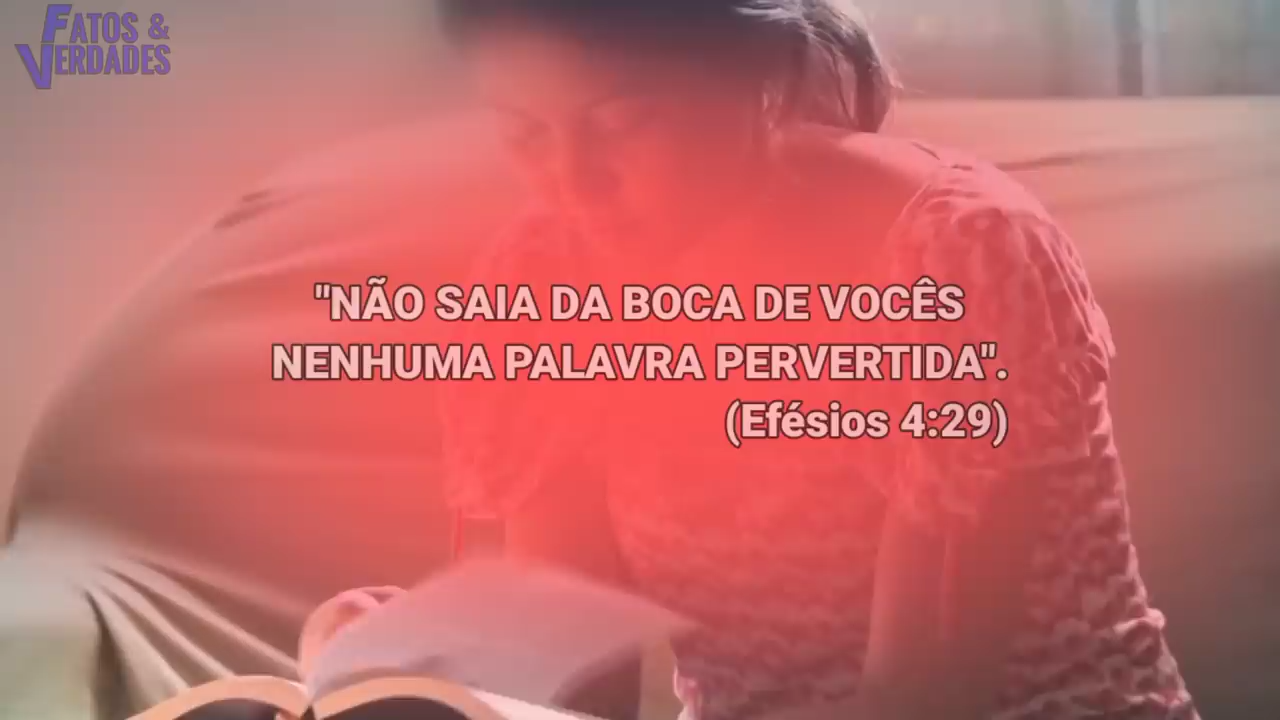 FATOS &
VERDADES
"NÃO SAIA DA BOCA DE VOCÊS
NENHUMA PALAVRA PERVERTIDA".
(Efésios 4:29)